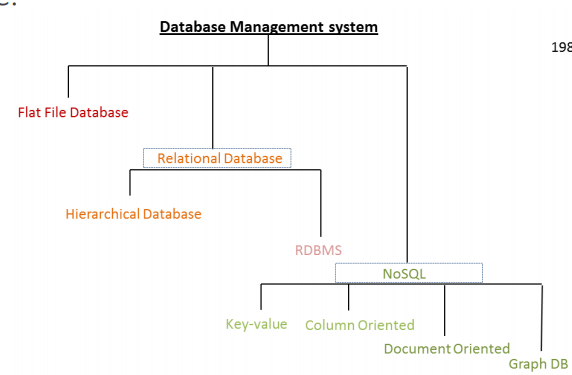 Database Management system
198
Flat File Database
Relational Database
Hierarchical Database
RDBMS
NoSQL
Key-value
Column Oriented
Document Oriented
Graph DB